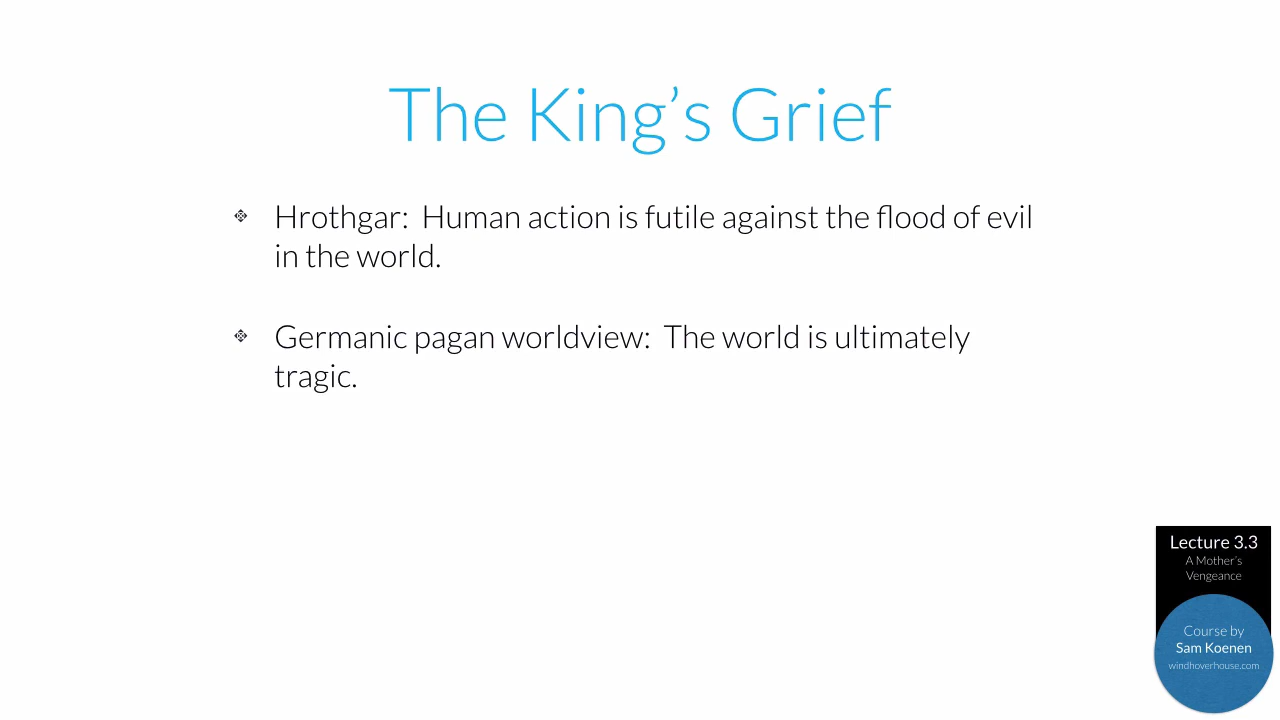 The King’s Grief
Hrothgar:  Human action is futile against the flood of evil
in the world.
Germanic pagan worldview:  The world is ultimately
tragic.
Lecture 3.3
A Mother’s
Vengeance
Course by
Sam Koenen
windhoverhouse.com